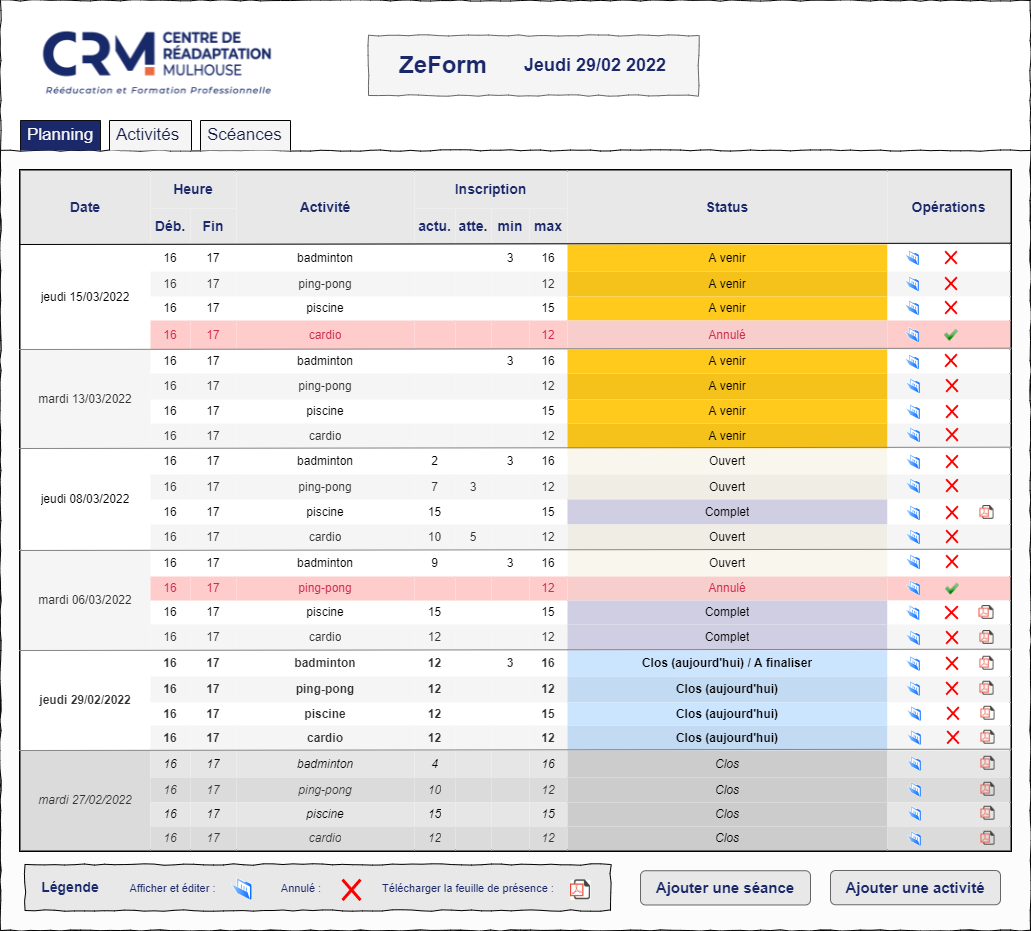 CRM CENTRE DE
RÉADAPTATION
MULHOUSE
Rééducation et Formation Professionnelle
ZeForm Jeudi 29/02 2022
Planning Activités Scéances
Date Heure Activité Inscription Status Opérations
Déb. Fin actu. atte. min max
jeudi 15/03/2022
16 17 badminton 3 16 A venir
16 17 ping-pong 12 A venir
16 17 piscine 15 A venir
16 17 cardio 12 Annulé
mardi 13/03/2022
16 17 badminton 3 16 A venir
16 17 ping-pong 12 A venir
16 17 piscine 15 A venir
16 17 cardio 12 A venir
jeudi 08/03/2022
16 17 badminton 2 3 16 Ouvert
16 17 ping-pong 7 3 12 Ouvert
16 17 piscine 15 15 Complet
16 17 cardio 10 5 12 Ouvert
mardi 06/03/2022
16 17 badminton 9 3 16 Ouvert
16 17 ping-pong 12 Annulé
16 17 piscine 15 15 Complet
16 17 cardio 12 12 Complet
jeudi 29/02/2022
16 17 badminton 12 3 16 Clos (aujourd'hui) / A finaliser
16 17 ping-pong 12 12 Clos (aujourd'hui)
16 17 piscine 12 15 Clos (aujourd'hui)
16 17 cardio 12 12 Clos (aujourd'hui)
mardi 27/02/2022
16 17 badminton 4 16 Clos
16 17 ping-pong 10 12 Clos
16 17 piscine 15 15 Clos
16 17 cardio 12 12 Clos
Légende Afficher et éditer : Annulé : Télécharger la feuille de présence :
Ajouter une séance Ajouter une activité